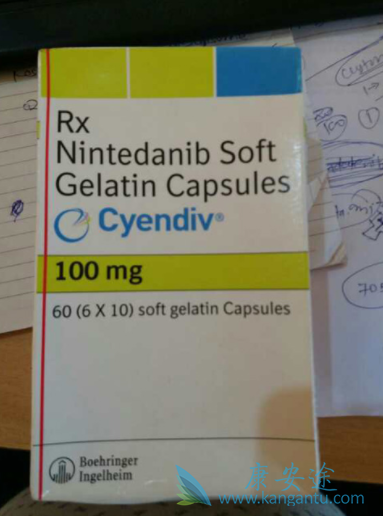 Rx
Nintedanib Soft
Gelatin Capsules
Cyendiv®
100 mg
60 (6 X 10) soft gelatin Capsules
Boehringer
Ingelheim
康安途
www.kangantu.com